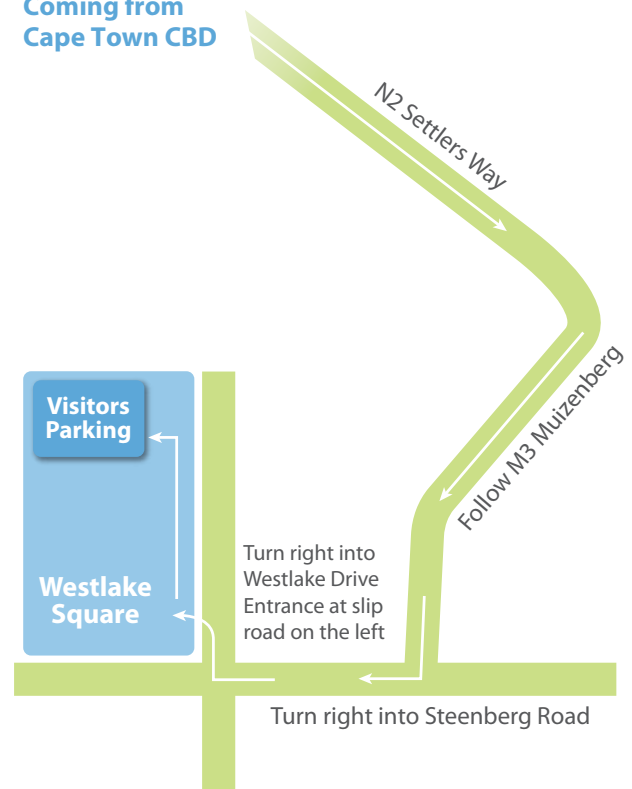 Coming from
Cape Town CBD
N2 Settlers Way
Follow M3 Muizenberg
Visitors
Parking
Westlake
Square
Turn right into
Westlake Drive
Entrance at slip
road on the left
Turn right into Steenberg Road